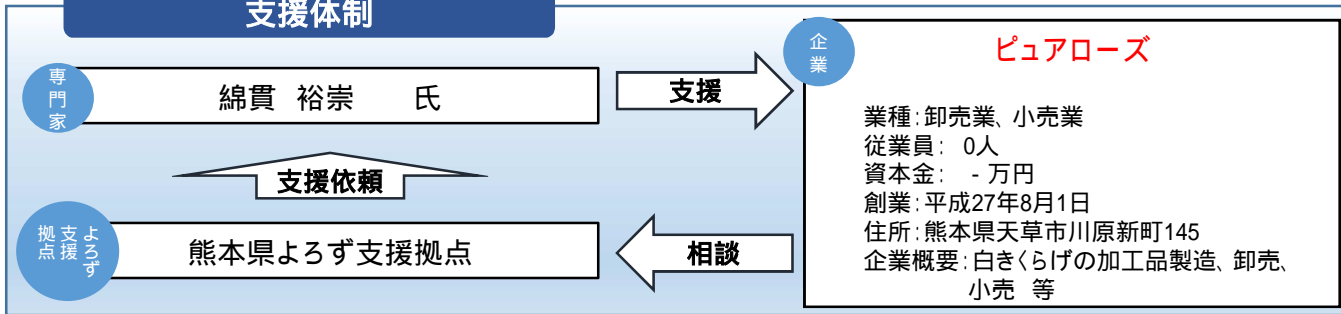 支援体制
専門家
綿貫 裕崇 氏
支援
支援依頼
よろず支援拠点
熊本県よろず支援拠点
相談
企業
ピュアローズ
業種:卸売業、小売業
従業員: 0人
資本金: - 万円
創業:平成27年8月1日
住所:熊本県天草市川原新町145
企業概要:白きくらげの加工品製造、卸売、
小売 等